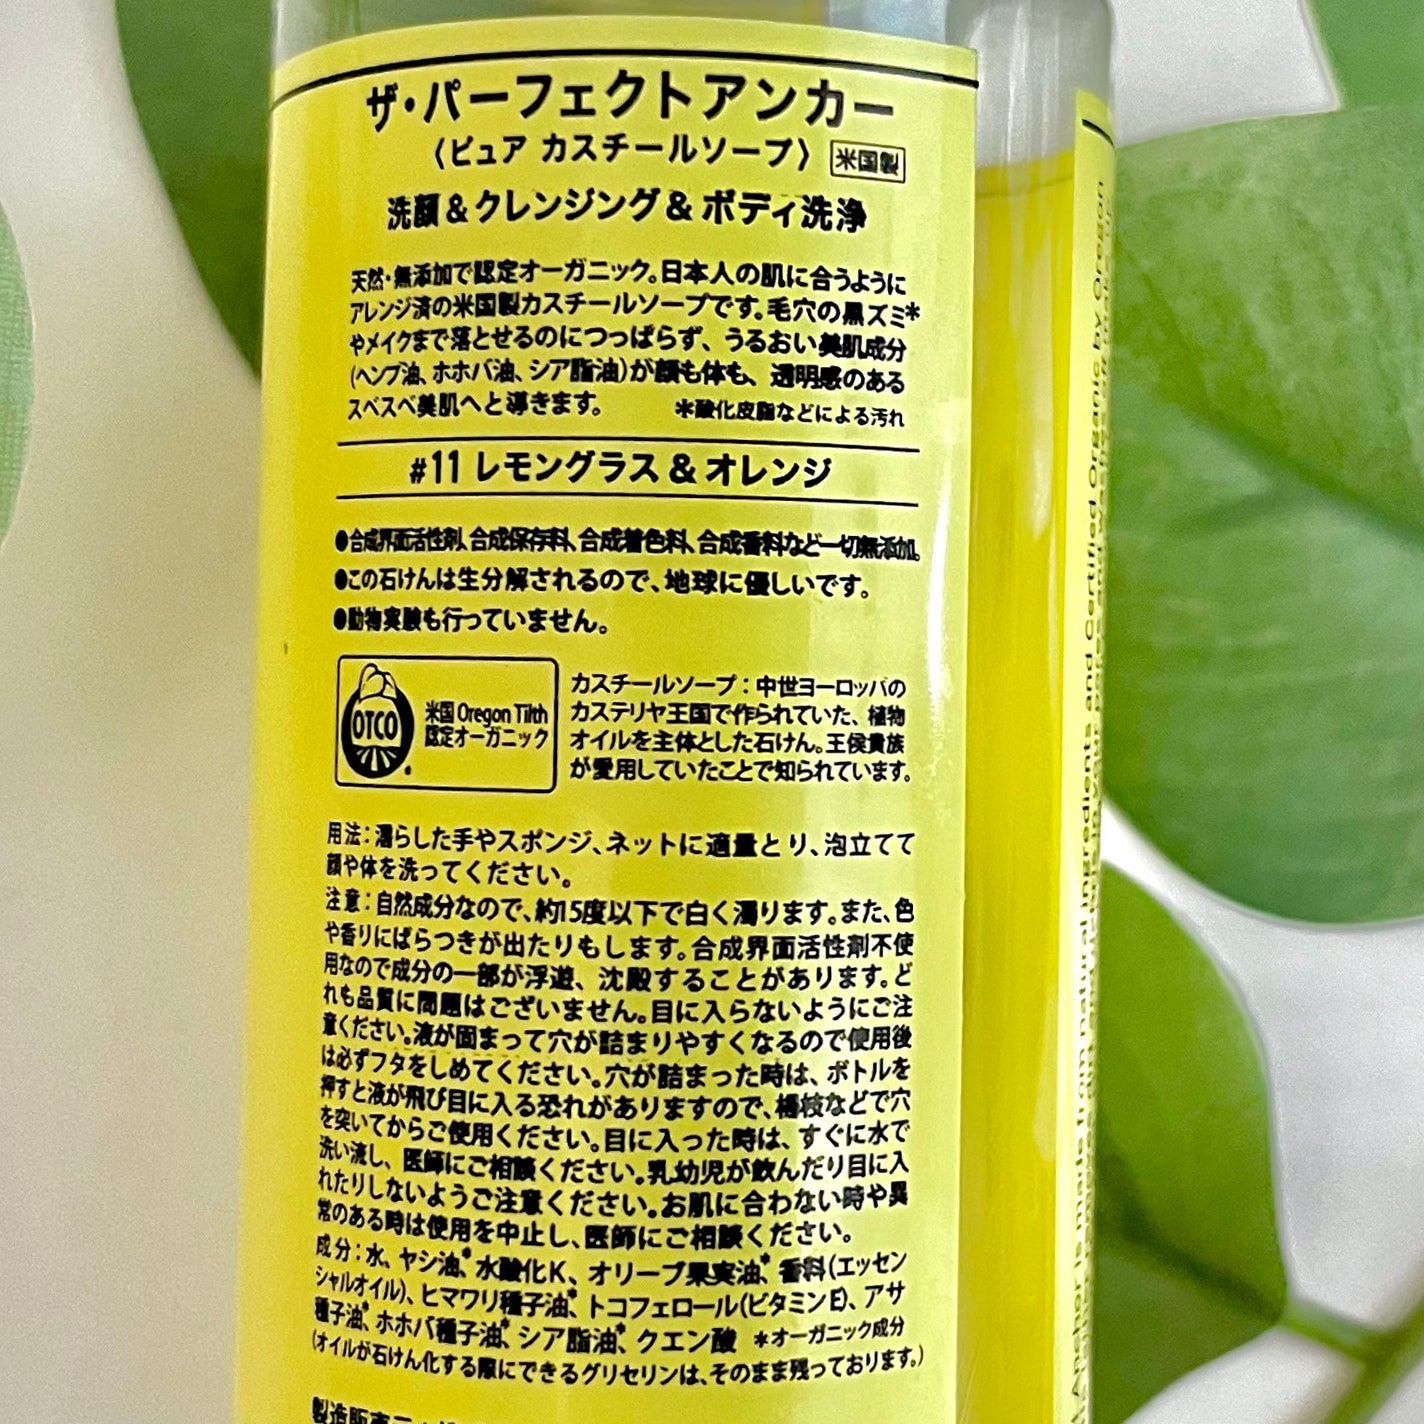 ザ・パーフェクトアンカー
〈ピュア カスチールソープ〉 米国製
洗顔&クレンジング&ボディ洗浄
天然・無添加で認定オーガニック。日本人の肌に合うように
アレンジ済の米国製カスチールソープです。毛穴の黒ズミ*
やメイクまで落とせるのにつっぱらず、うるおい美肌成分
(ヘンプ油、ホホバ油、シア脂油)が顔も体も、透明感のある
スベスベ美肌へと導きます。 *酸化皮脂などによる汚れ
#11 レモングラス&オレンジ
●合成界面活性剤、合成保存料、合成着色料、合成香料など一切無添加。
●この石けんは生分解されるので、地球に優しいです。
●動物実験も行っていません。
OTCO
米国Oregon Tilth
認定オーガニック
カスチールソープ:中世ヨーロッパの
カステリヤ王国で作られていた、植物
オイルを主体とした石けん。王侯貴族
が愛用していたことで知られています。
用法:濡らした手やスポンジ、ネットに適量とり、泡立てて
顔や体を洗ってください。
注意:自然成分なので、約15度以下で白く濁ります。また、色
や香りにばらつきが出たりもします。合成界面活性剤不使
用なので成分の一部が浮遊、沈殿することがあります。ど
れも品質に問題はございません。目に入らないようにご注
意ください。液が固まって穴が詰まりやすくなるので使用後
は必ずフタをしめてください。穴が詰まった時は、ボトルを
押すと液が飛び目に入る恐れがありますので、楊枝などで穴
を突いてからご使用ください。目に入った時は、すぐに水で
洗い流し、医師にご相談ください。乳幼児が飲んだり目に入
れたりしないようご注意ください。お肌に合わない時や異
常のある時は使用を中止し、医師にご相談ください。
成分:水、ヤシ油*、水酸化K、オリーブ果実油*、香料(エッセン
シャルオイル)、ヒマワリ種子油*、トコフェロール(ビタミンE)、アサ
種子油*、ホホバ種子油*、シア脂油*、クエン酸 *オーガニック成分
(オイルが石けん化する際にできるグリセリンは、そのまま残っております。)
製造販売元
Anchor is made from natural ingredients and Certified Organic by Oregon